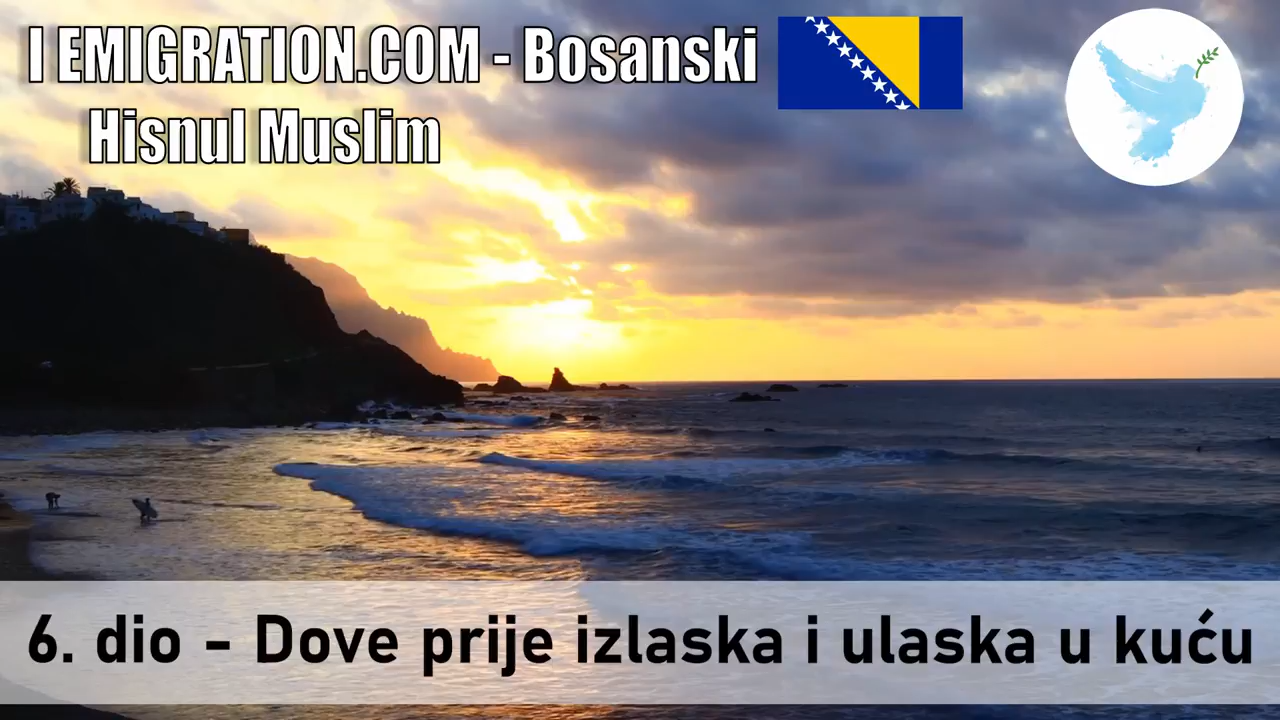 I EMIGRATION.COM - Bosanski
Hisnul Muslim
6. dio - Dove prije izlaska i ulaska u kuću